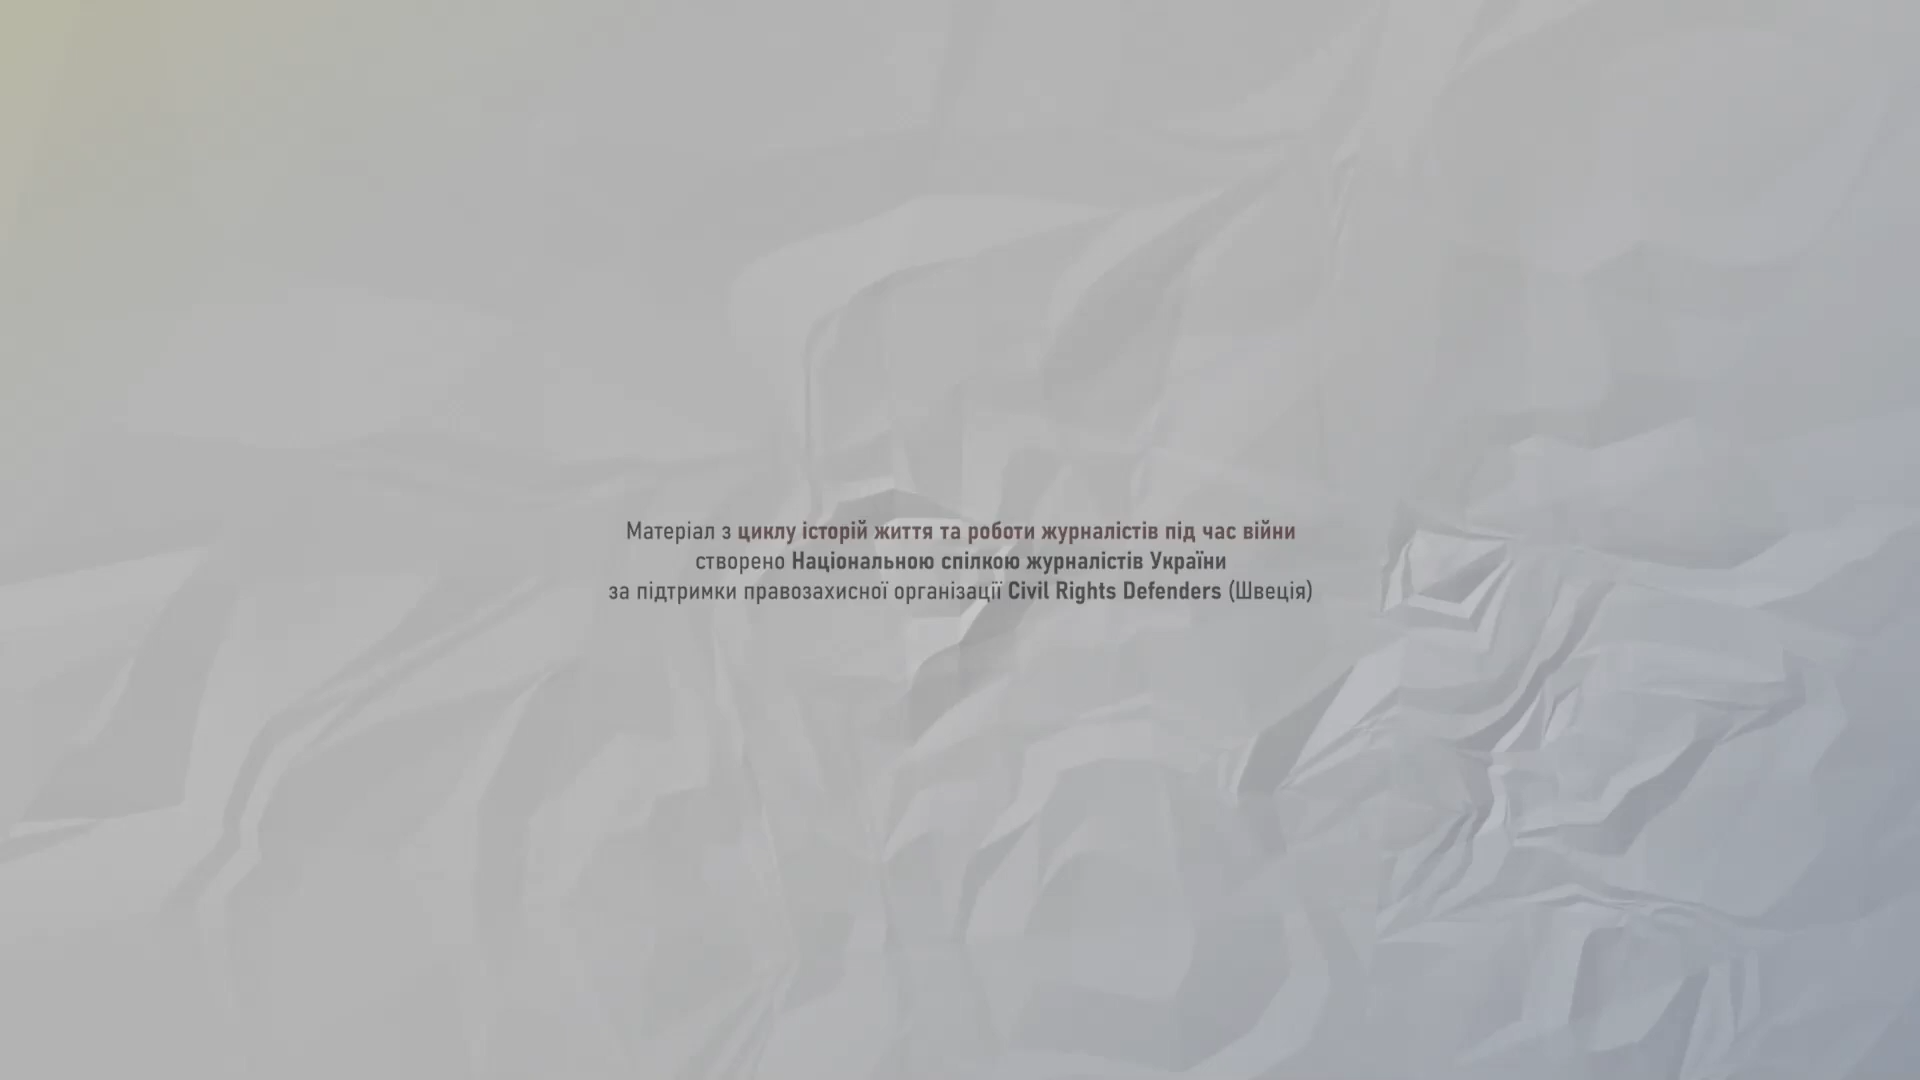 Матеріал з циклу історій життя та роботи журналістів під час війни
створено Національною спілкою журналістів України
за підтримки правозахисної організації Civil Rights Defenders (Швеція)